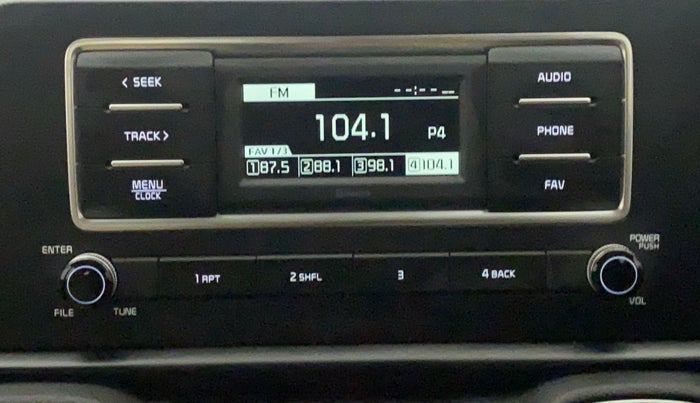 < SEEK
TRACK >
MENU
CLOCK
FM --:-- --
104.1 P4
FAV 1/3
1 87.5 2 88.1 3 98.1 4 104.1
AUDIO
PHONE
FAV
ENTER
FILE TUNE
1 RPT
2 SHFL
3
4 BACK
POWER
PUSH
VOL